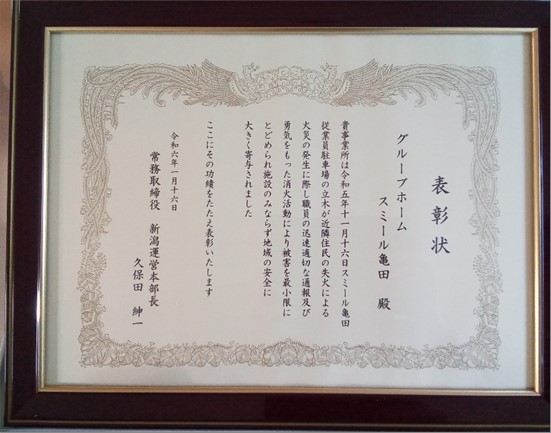 表彰状
グループホーム
スミール亀田 殿
貴事業所は令和五年十一月十六日スミール亀田
従業員駐車場の立木が近隣住民の失火による
火災の発生に際し職員の迅速適切な通報及び
勇気をもった消火活動により被害を最小限に
とどめられ施設のみならず地域の安全に
大きく寄与されました
ここにその功績をたたえ表彰いたします
令和六年一月十六日
常務取締役 新潟運営本部長
久保田 紳一